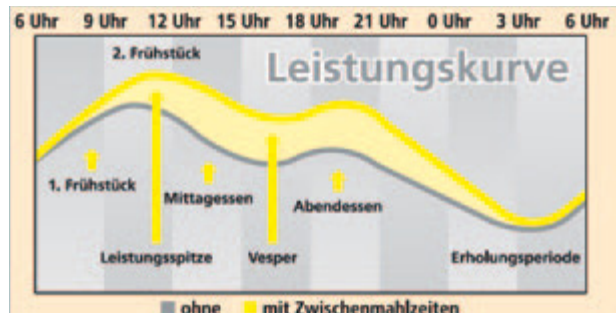 6 Uhr 9 Uhr 12 Uhr 15 Uhr 18 Uhr 21 Uhr 0 Uhr 3 Uhr 6 Uhr
2. Frühstück
Leistungskurve
1. Frühstück
Mittagessen
Abendessen
Leistungsspitze
Vesper
Erholungsperiode
ohne mit Zwischenmahlzeiten